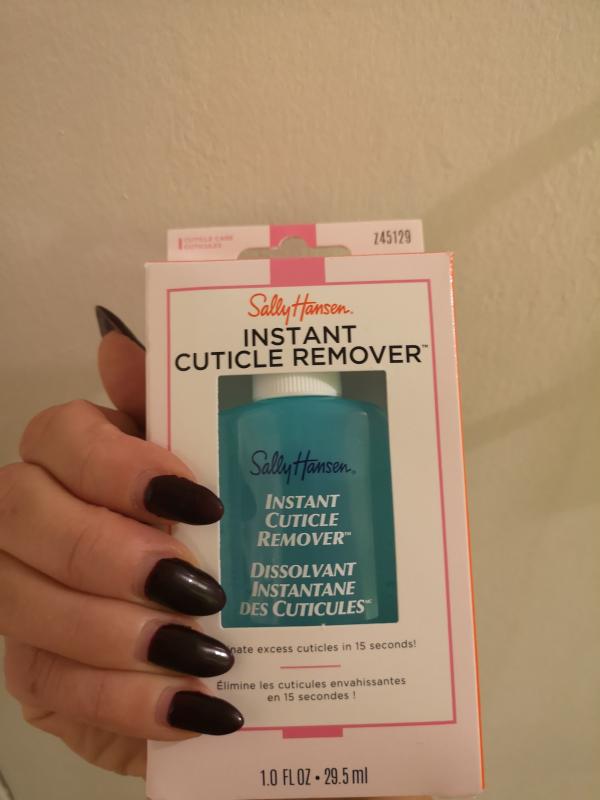 CUTICLE CARE
CUTICULES
Z45129
Sally Hansen.
INSTANT
CUTICLE REMOVER™
Sally Hansen®
INSTANT
CUTICLE
REMOVER™
DISSOLVANT
INSTANTANE
DES CUTICULES MC
excess cuticles in 15 seconds!
Élimine les cuticules envahissantes
en 15 secondes !
1.0 FL OZ • 29.5 ml